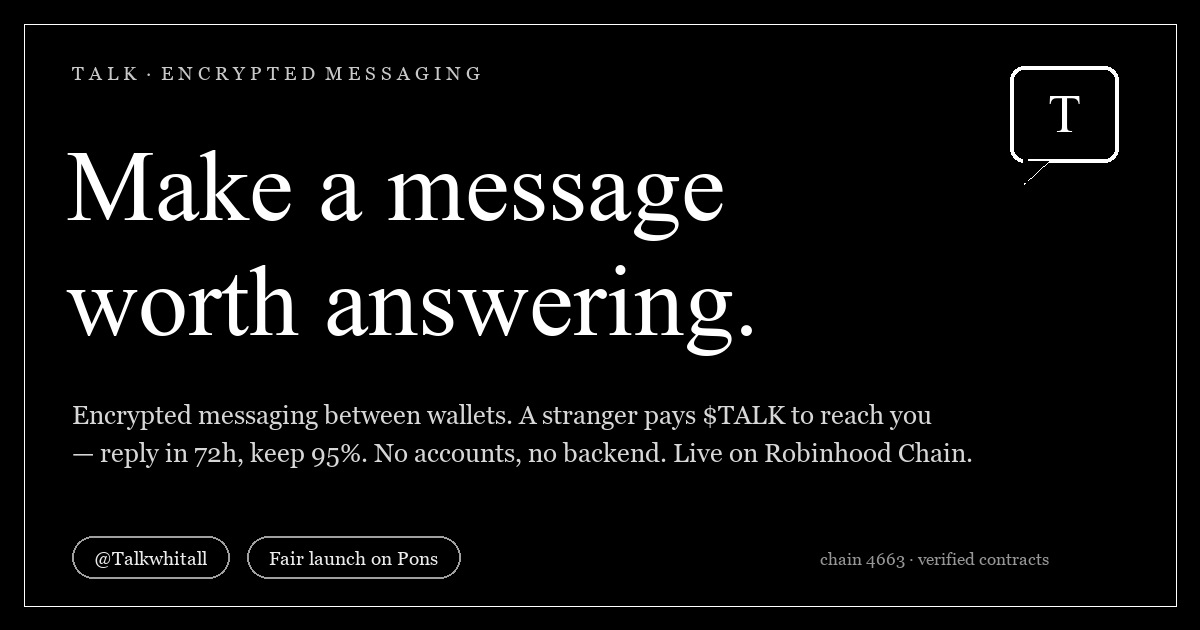 TALK · ENCRYPTED MESSAGING
T
Make a message
worth answering.
Encrypted messaging between wallets. A stranger pays $TALK to reach you
— reply in 72h, keep 95%. No accounts, no backend. Live on Robinhood Chain.
@Talkwhitall
Fair launch on Pons
chain 4663 · verified contracts